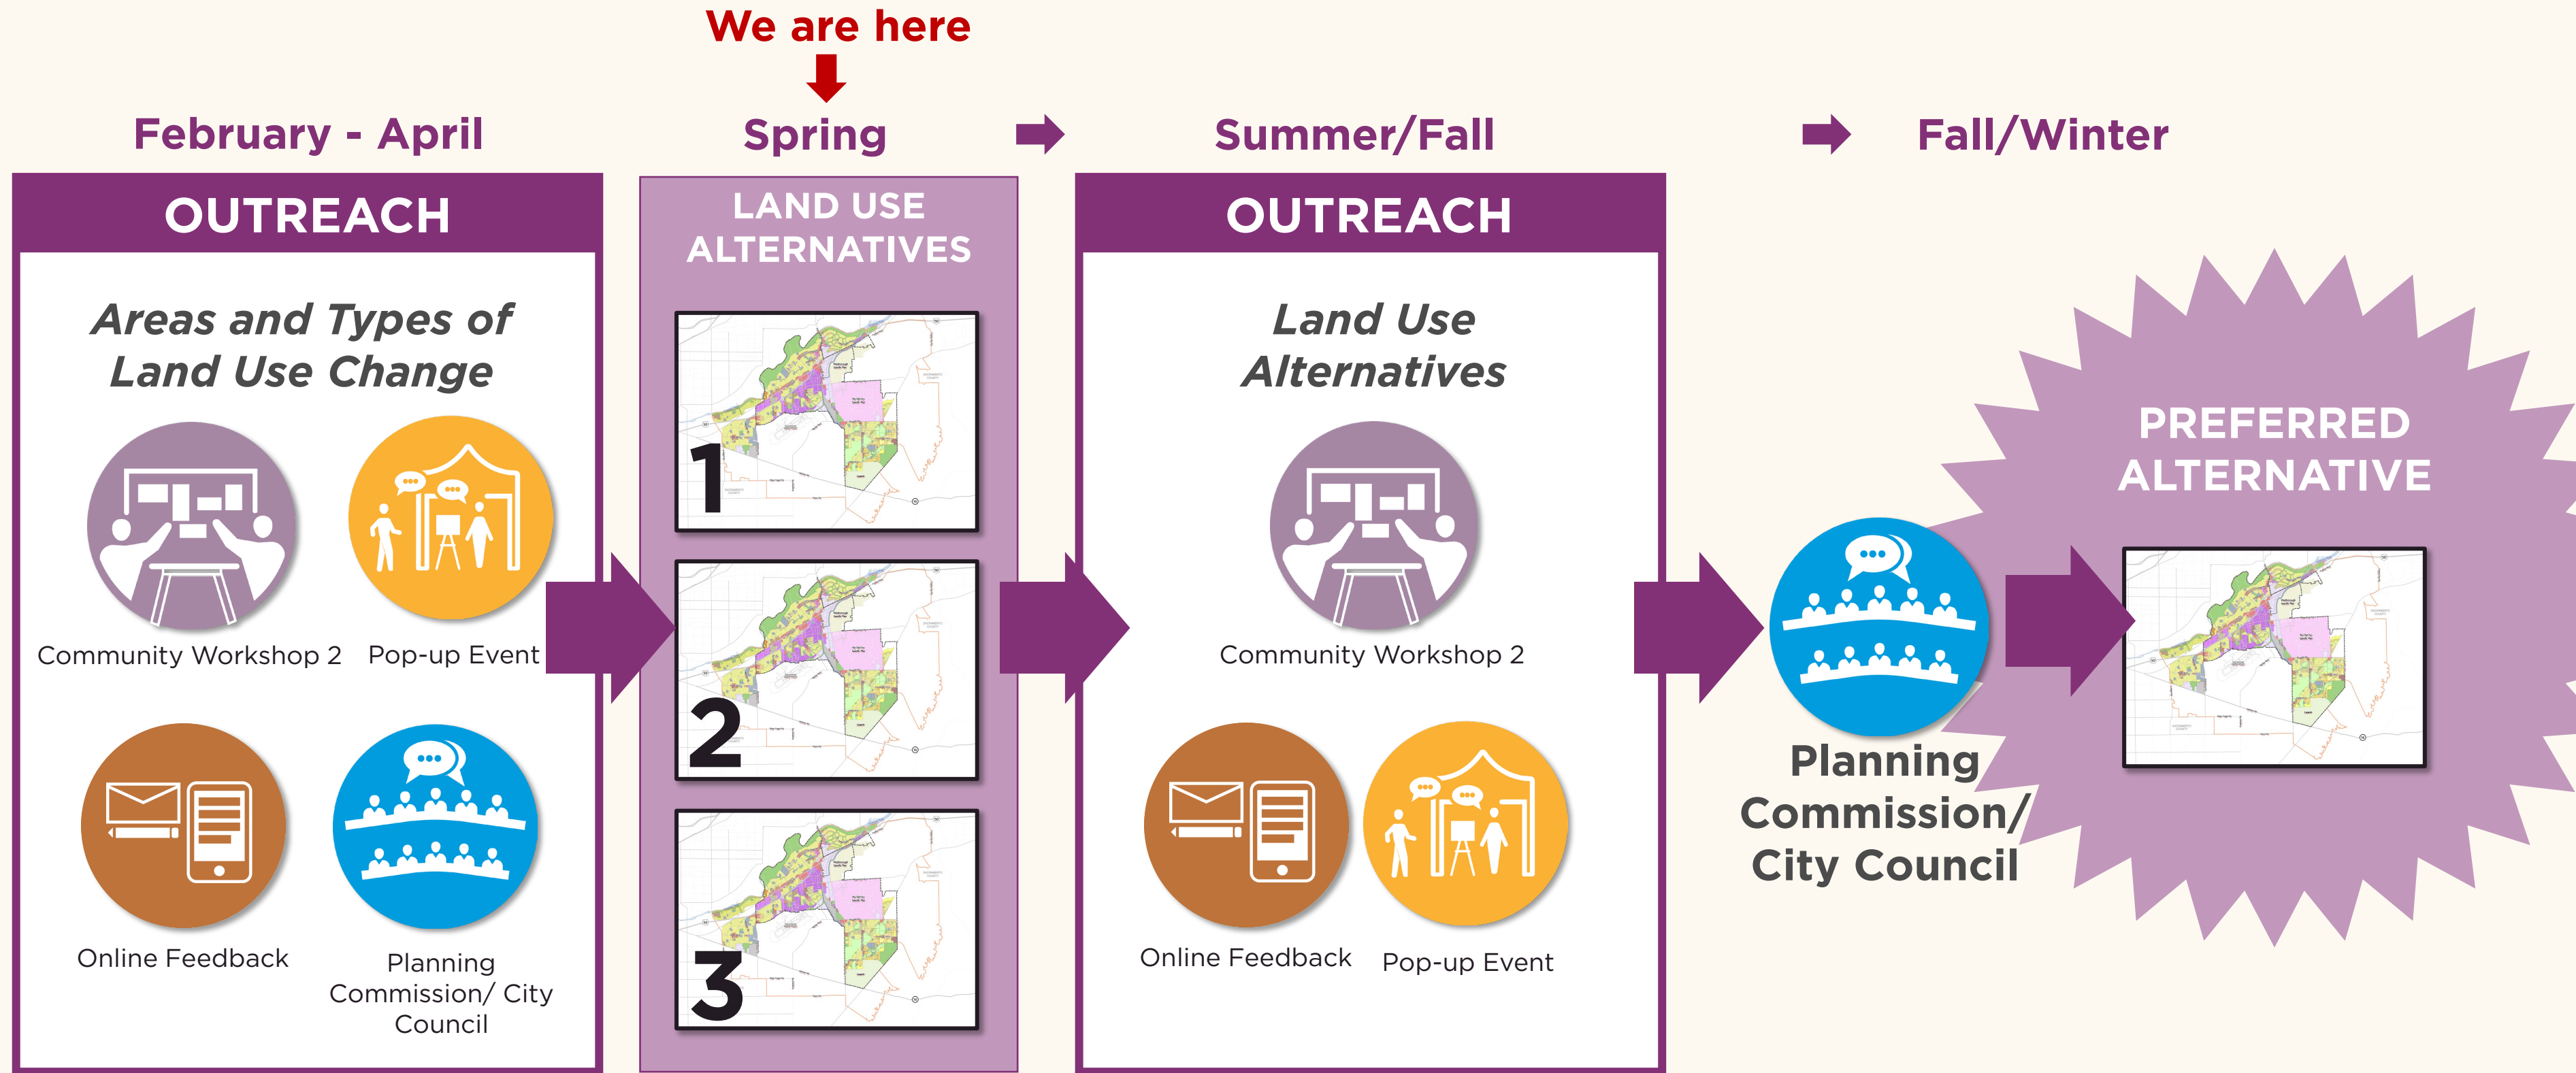 We are here
February - April
Spring
Summer/Fall
Fall/Winter
OUTREACH
Areas and Types of
Land Use Change
Community Workshop 2
Pop-up Event
Online Feedback
Planning
Commission/ City
Council
LAND USE
ALTERNATIVES
1
2
3
OUTREACH
Land Use
Alternatives
Community Workshop 2
Online Feedback
Pop-up Event
Planning
Commission/
City Council
PREFERRED
ALTERNATIVE